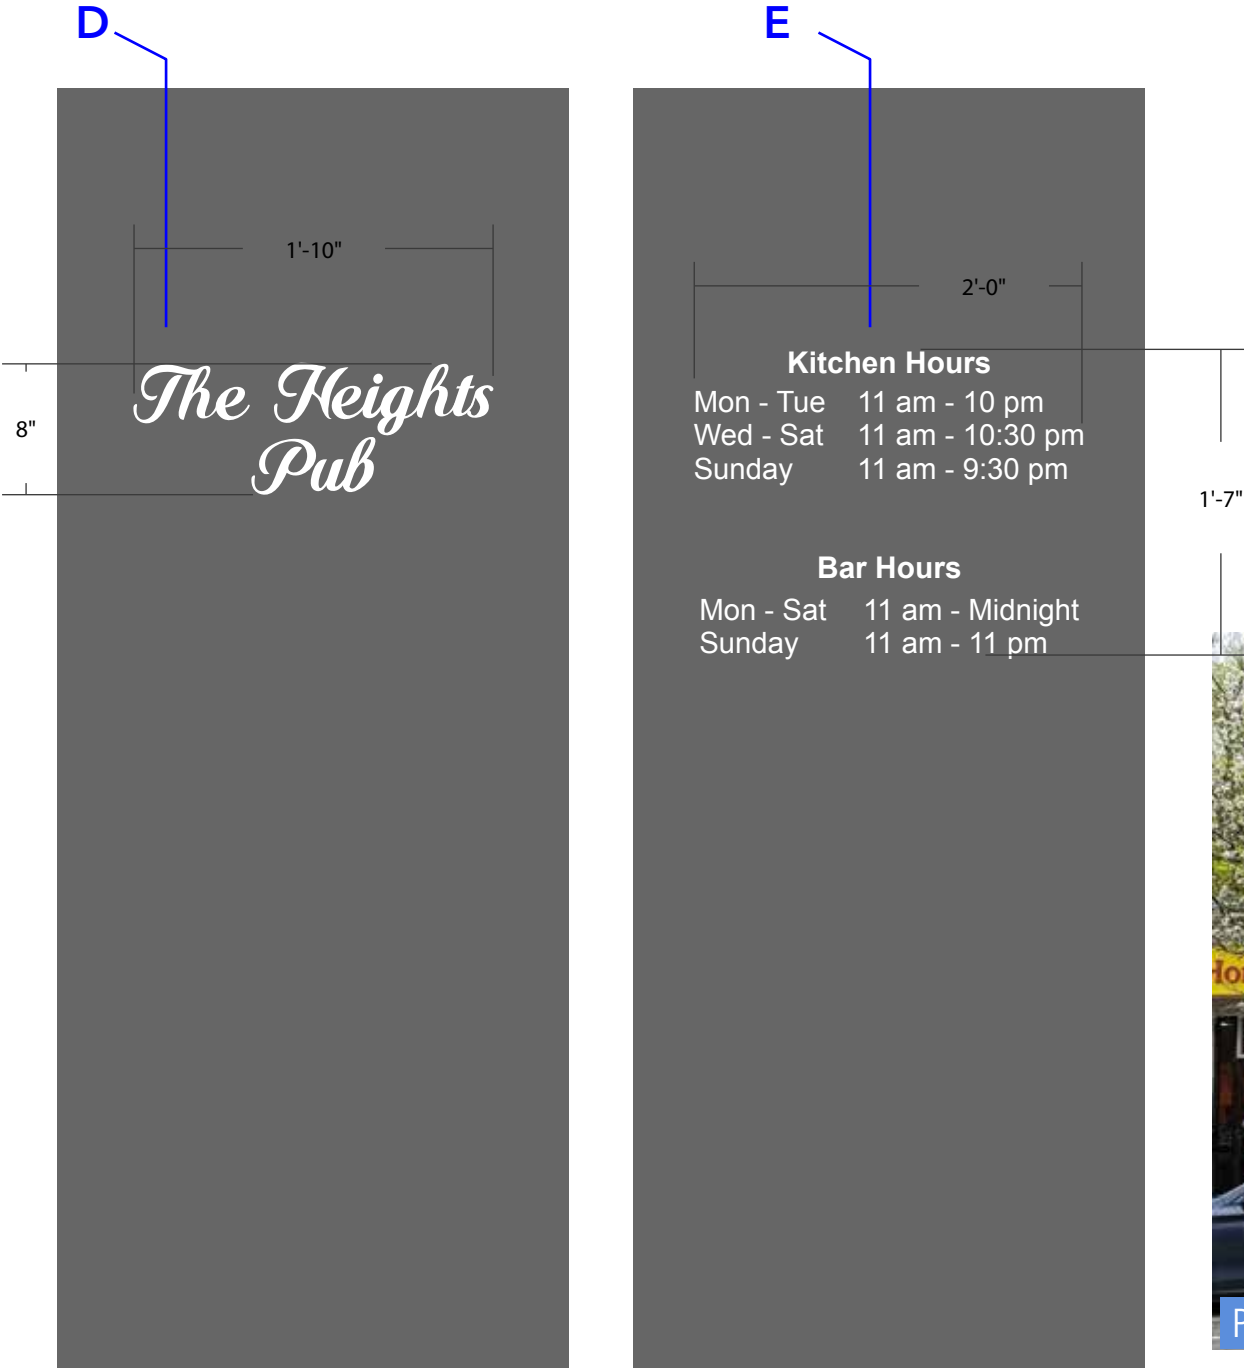 D
E
1'-10"
2'-0"
The Heights
Pub
8"
Kitchen Hours
Mon - Tue 11 am - 10 pm
Wed - Sat 11 am - 10:30 pm
Sunday 11 am - 9:30 pm
1'-7"
Bar Hours
Mon - Sat 11 am - Midnight
Sunday 11 am - 11 pm